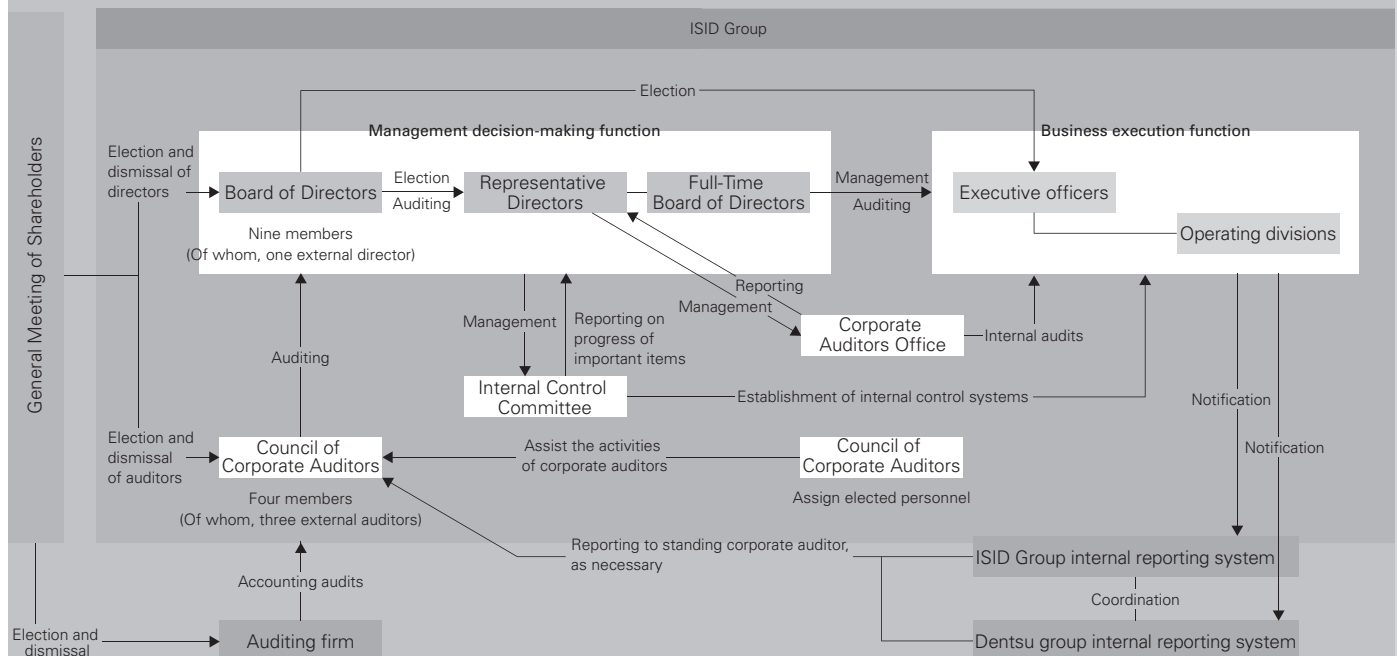 ISID Group
General Meeting of Shareholders
Election
Management decision-making function
Business execution function
Election and
dismissal of
directors
Board of Directors
Election
Auditing
Representative
Directors
Full-Time
Board of Directors
Management
Auditing
Executive officers
Operating divisions
Nine members
(Of whom, one external director)
Reporting
Management
Management
Reporting on
progress of
important items
Corporate
Auditors Office
Internal audits
Auditing
Internal Control
Committee
Establishment of internal control systems
Notification
Notification
Election and
dismissal
of auditors
Council of
Corporate Auditors
Assist the activities
of corporate auditors
Council of
Corporate Auditors
Assign elected personnel
Four members
(Of whom, three external auditors)
Reporting to standing corporate auditor,
as necessary
ISID Group internal reporting system
Accounting audits
Coordination
Election and
dismissal
Auditing firm
Dentsu group internal reporting system